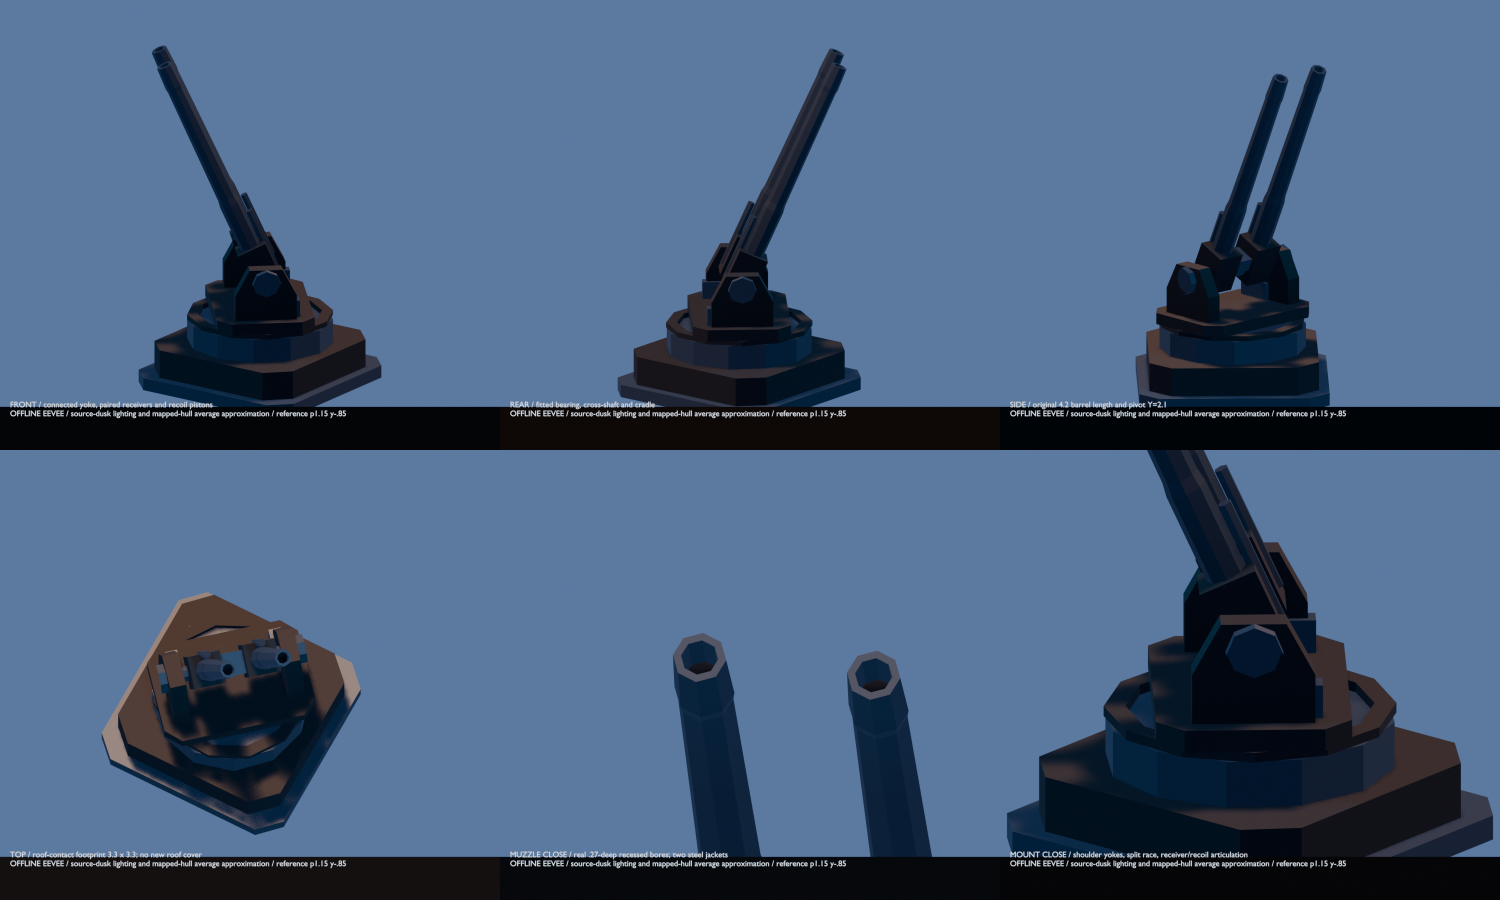 FRONT / connected yoke, paired receivers and recoil pistons
OFFLINE EEVEE / source-dusk lighting and mapped-hull average approximation / reference p1.15 y-.85
REAR / fitted bearing, cross-shaft and cradle
OFFLINE EEVEE / source-dusk lighting and mapped-hull average approximation / reference p1.15 y-.85
SIDE / original 4.2 barrel length and pivot Y=2.1
OFFLINE EEVEE / source-dusk lighting and mapped-hull average approximation / reference p1.15 y-.85
TOP / roof-contact footprint 3.3 x 3.3; no new roof cover
OFFLINE EEVEE / source-dusk lighting and mapped-hull average approximation / reference p1.15 y-.85
MUZZLE CLOSE / real .27-deep recessed bores; two steel jackets
OFFLINE EEVEE / source-dusk lighting and mapped-hull average approximation / reference p1.15 y-.85
MOUNT CLOSE / shoulder yokes, split race, receiver/recoil articulation
OFFLINE EEVEE / source-dusk lighting and mapped-hull average approximation / reference p1.15 y-.85